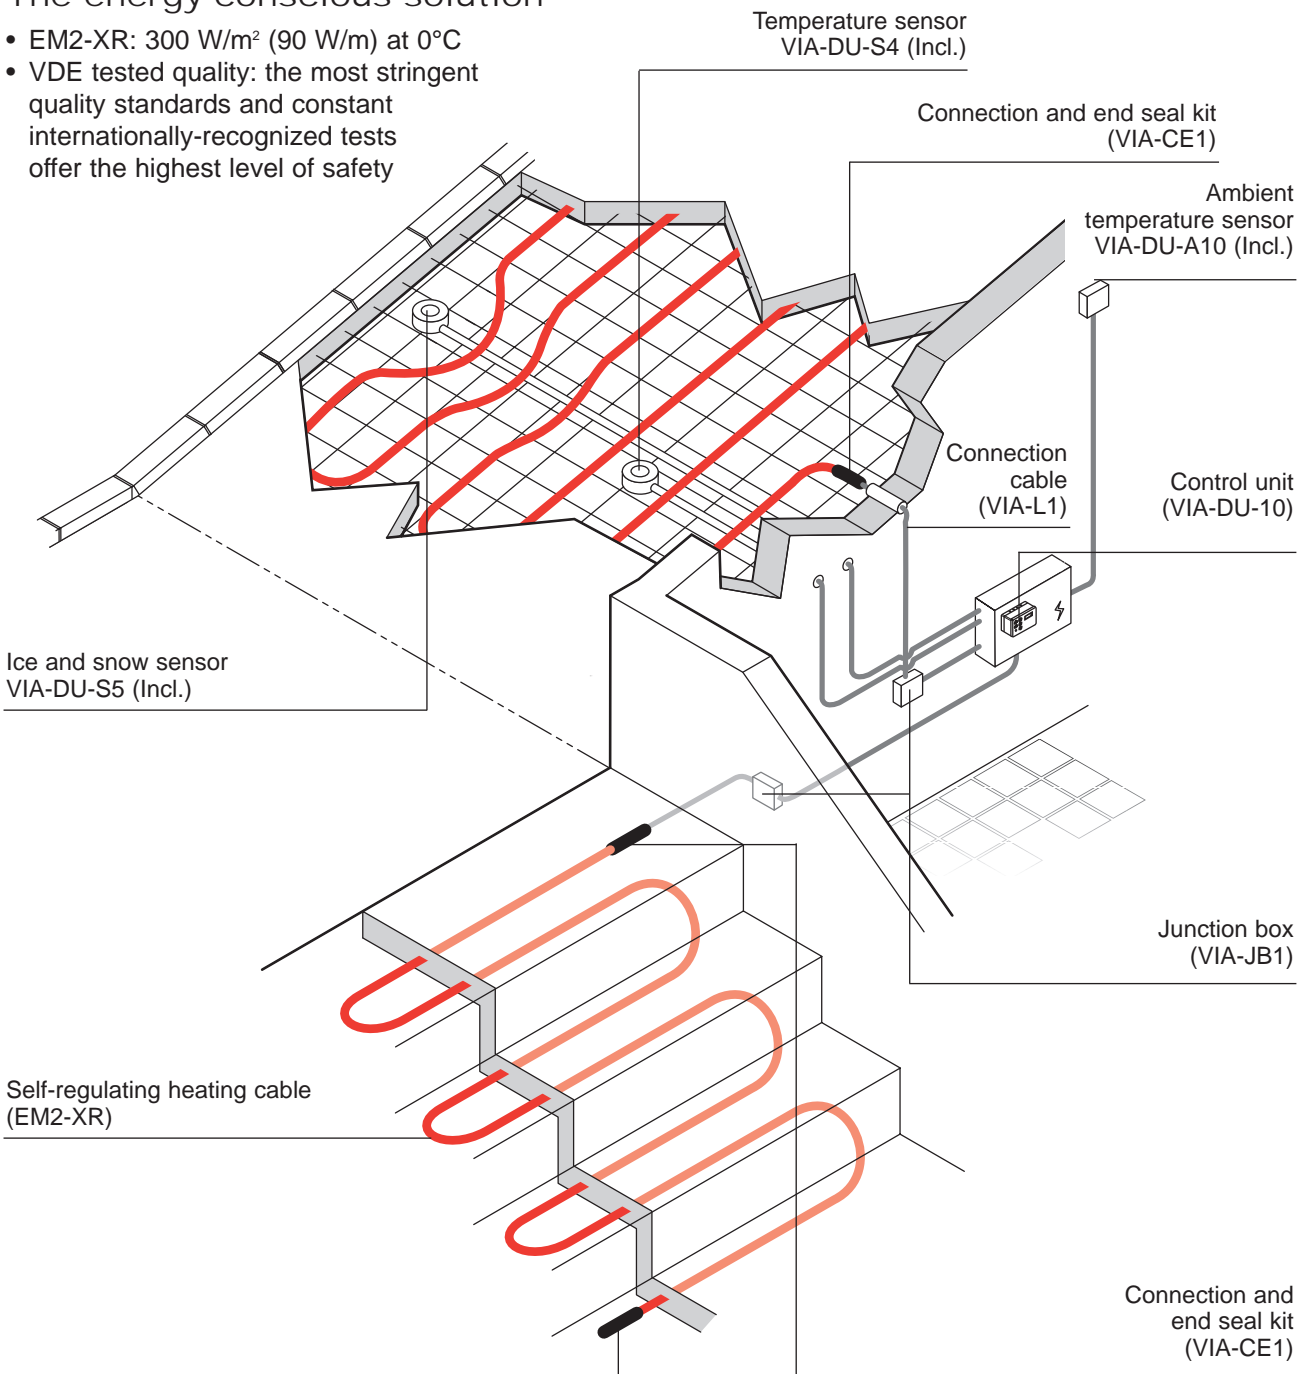 The energy conscious solution
• EM2-XR: 300 W/m² (90 W/m) at 0°C
• VDE tested quality: the most stringent
quality standards and constant
internationally-recognized tests
offer the highest level of safety
Temperature sensor
VIA-DU-S4 (Incl.)
Connection and end seal kit
(VIA-CE1)
Ambient
temperature sensor
VIA-DU-A10 (Incl.)
Connection
cable
(VIA-L1)
Control unit
(VIA-DU-10)
Ice and snow sensor
VIA-DU-S5 (Incl.)
Junction box
(VIA-JB1)
Self-regulating heating cable
(EM2-XR)
Connection and
end seal kit
(VIA-CE1)